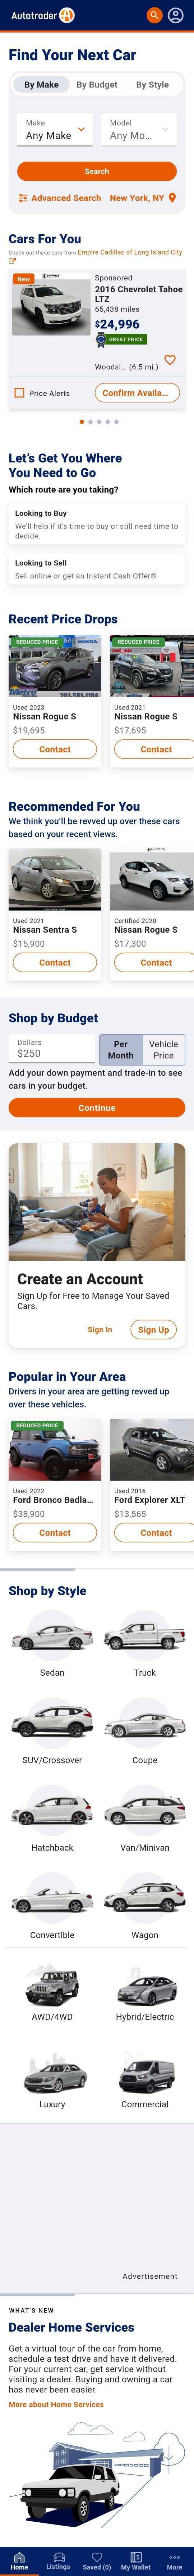 Autotrader
Find Your Next Car
By Make By Budget By Style
Make Model
Any Make Any Mo...
Search
Advanced Search New York, NY
Cars For You
Check out these cars from Empire Cadillac of Long Island City
New
Sponsored
2016 Chevrolet Tahoe
LTZ
65,438 miles
$24,996
GREAT PRICE
Woodsi... (6.5 mi.)
Price Alerts
Confirm Availa...
Let's Get You Where
You Need to Go
Which route are you taking?
Looking to Buy
We'll help if it's time to buy or still need time to
decide.
Looking to Sell
Sell online or get an Instant Cash Offer®
Recent Price Drops
REDUCED PRICE REDUCED PRICE
HONDA
Metro
Used 2023 Used 2021
Nissan Rogue S Nissan Rogue S
$19,695 $17,695
Contact Contact
Recommended For You
We think you'll be revved up over these cars
based on your recent views.
Used 2021 Certified 2020
Nissan Sentra S Nissan Rogue S
$15,900 $17,300
Contact Contact
Shop by Budget
Dollars
$250
Per
Month
Vehicle
Price
Add your down payment and trade-in to see
cars in your budget.
Continue
Create an Account
Sign Up for Free to Manage Your Saved
Cars.
Sign In Sign Up
Popular in Your Area
Drivers in your area are getting revved up
over these vehicles.
REDUCED PRICE
Used 2022 Used 2016
Ford Bronco Badla... Ford Explorer XLT
$38,900 $13,565
Contact Contact
Shop by Style
Sedan Truck
SUV/Crossover Coupe
Hatchback Van/Minivan
Convertible Wagon
AWD/4WD Hybrid/Electric
Luxury Commercial
Advertisement
WHAT'S NEW
Dealer Home Services
Get a virtual tour of the car from home,
schedule a test drive and have it delivered.
For your current car, get service without
visiting a dealer. Buying and owning a car
has never been easier.
More about Home Services
Home Listings Saved (0) My Wallet More